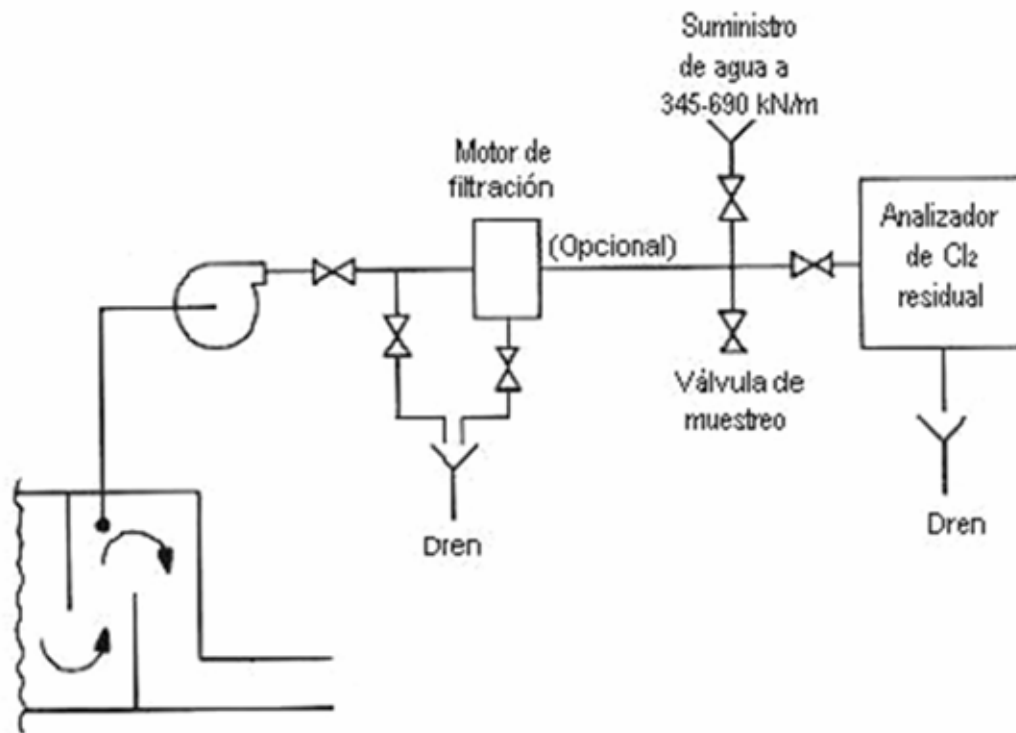 Suministro
de agua a
345-690 kN/m
Motor de
filtración
(Opcional)
Analizador
de Cl₂
residual
Válvula de
muestreo
Dren
Dren